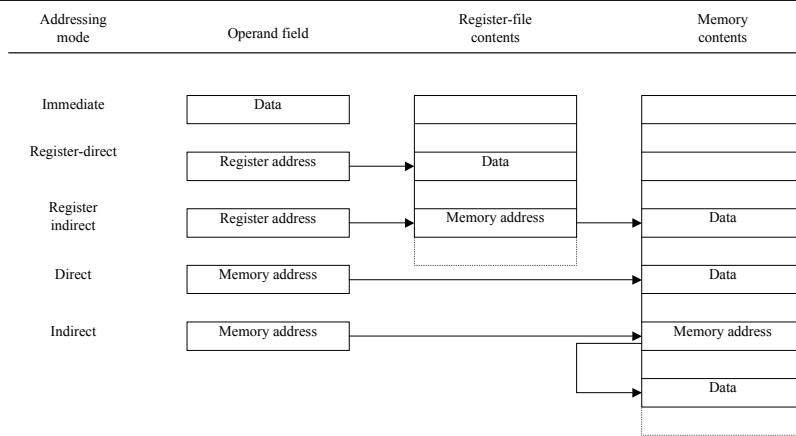 Addressing mode
Operand field
Register-file contents
Memory contents
Immediate
Data
Register-direct
Register address
Data
Register indirect
Register address
Memory address
Data
Direct
Memory address
Data
Indirect
Memory address
Memory address
Data